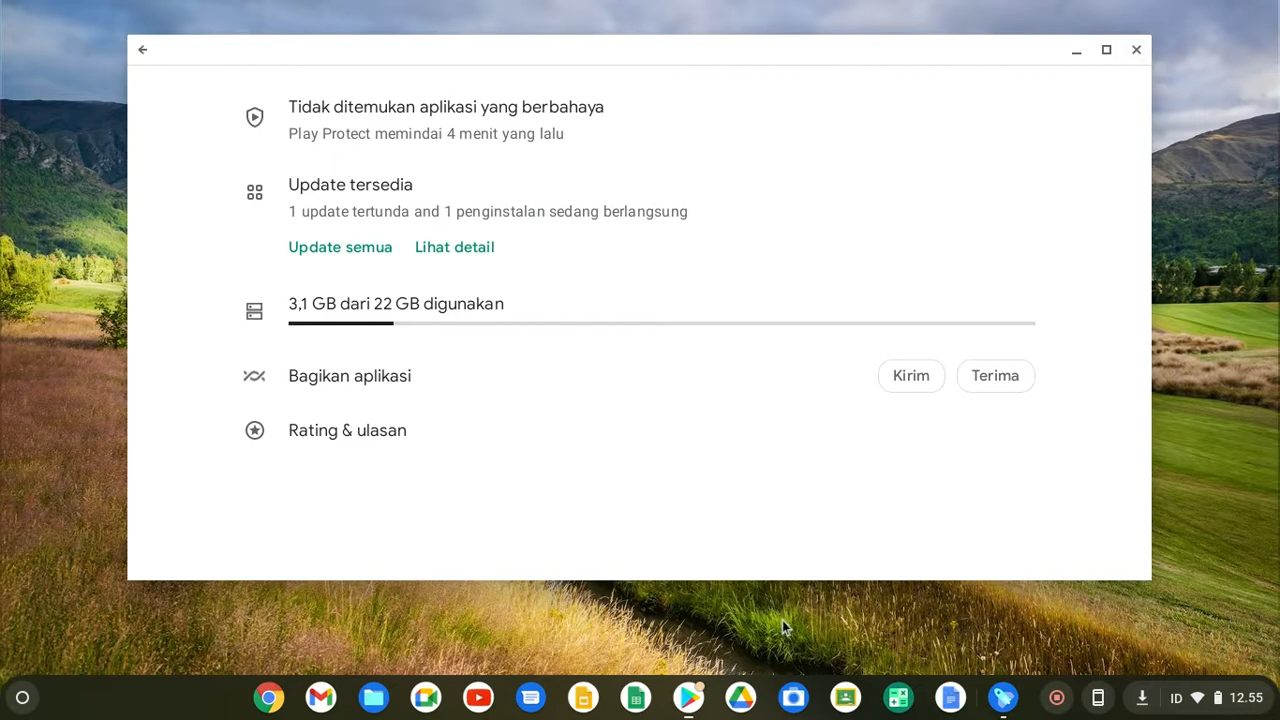 Tidak ditemukan aplikasi yang berbahaya
Play Protect memindai 4 menit yang lalu
Update tersedia
1 update tertunda and 1 penginstalan sedang berlangsung
Update semua Lihat detail
3,1 GB dari 22 GB digunakan
Bagikan aplikasi Kirim Terima
Rating & ulasan
ID 12.55